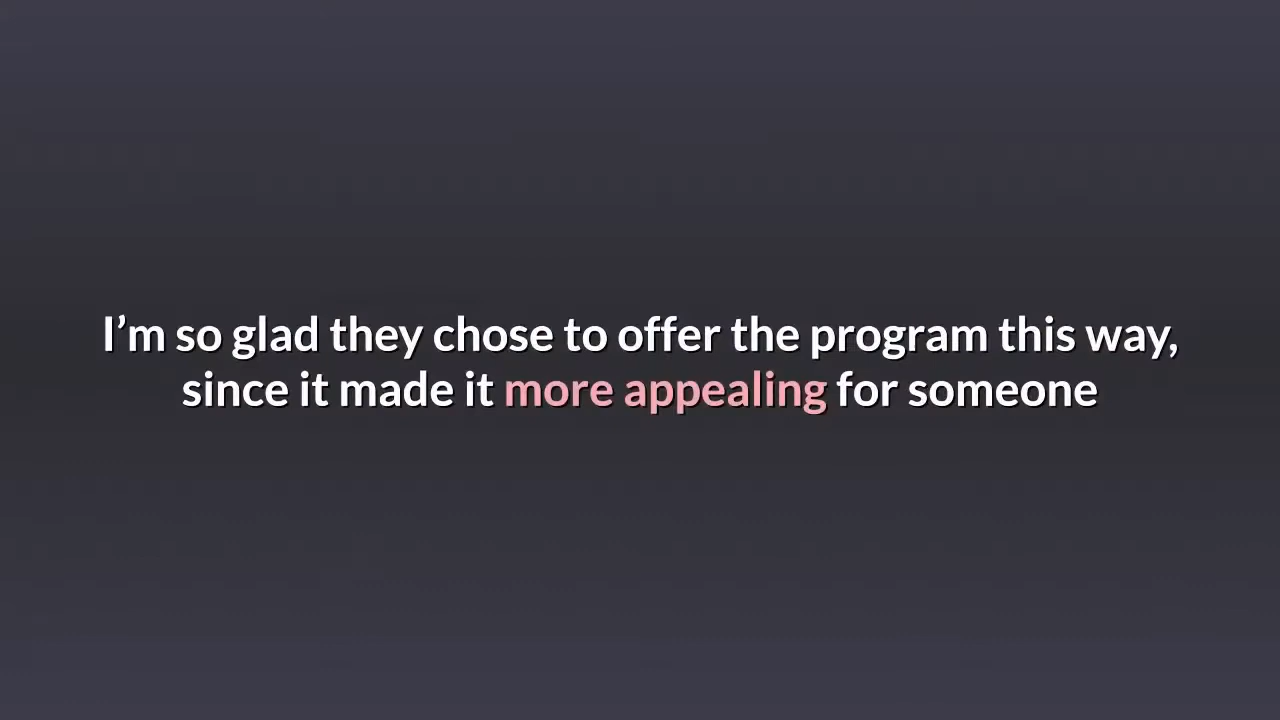 I’m so glad they chose to offer the program this way,
since it made it more appealing for someone